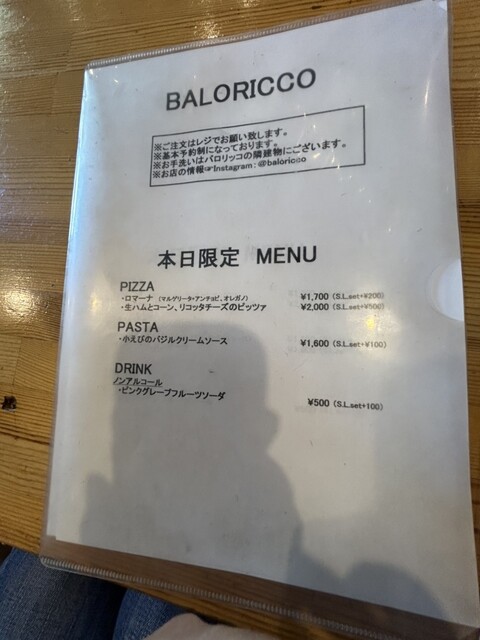 BALORICCO
※ご注文はレジでお願い致します。
※基本予約制になっております。
※お手洗いはバロリッコの隣建物にございます。
※お店の情報☞Instagram：@baloricco
本日限定 MENU
PIZZA
・ロマーナ (マルゲリータ・アンチョビ、オレガノ) ¥1,700 (S.L.set+¥200)
・生ハムとコーン、リコッタチーズのピッツァ ¥2,000 (S.L.set+¥500)
PASTA
・小えびのバジルクリームソース ¥1,600 (S.L.set+¥100)
DRINK
ノンアルコール
・ピンクグレープフルーツソーダ ¥500 (S.L.set+100)